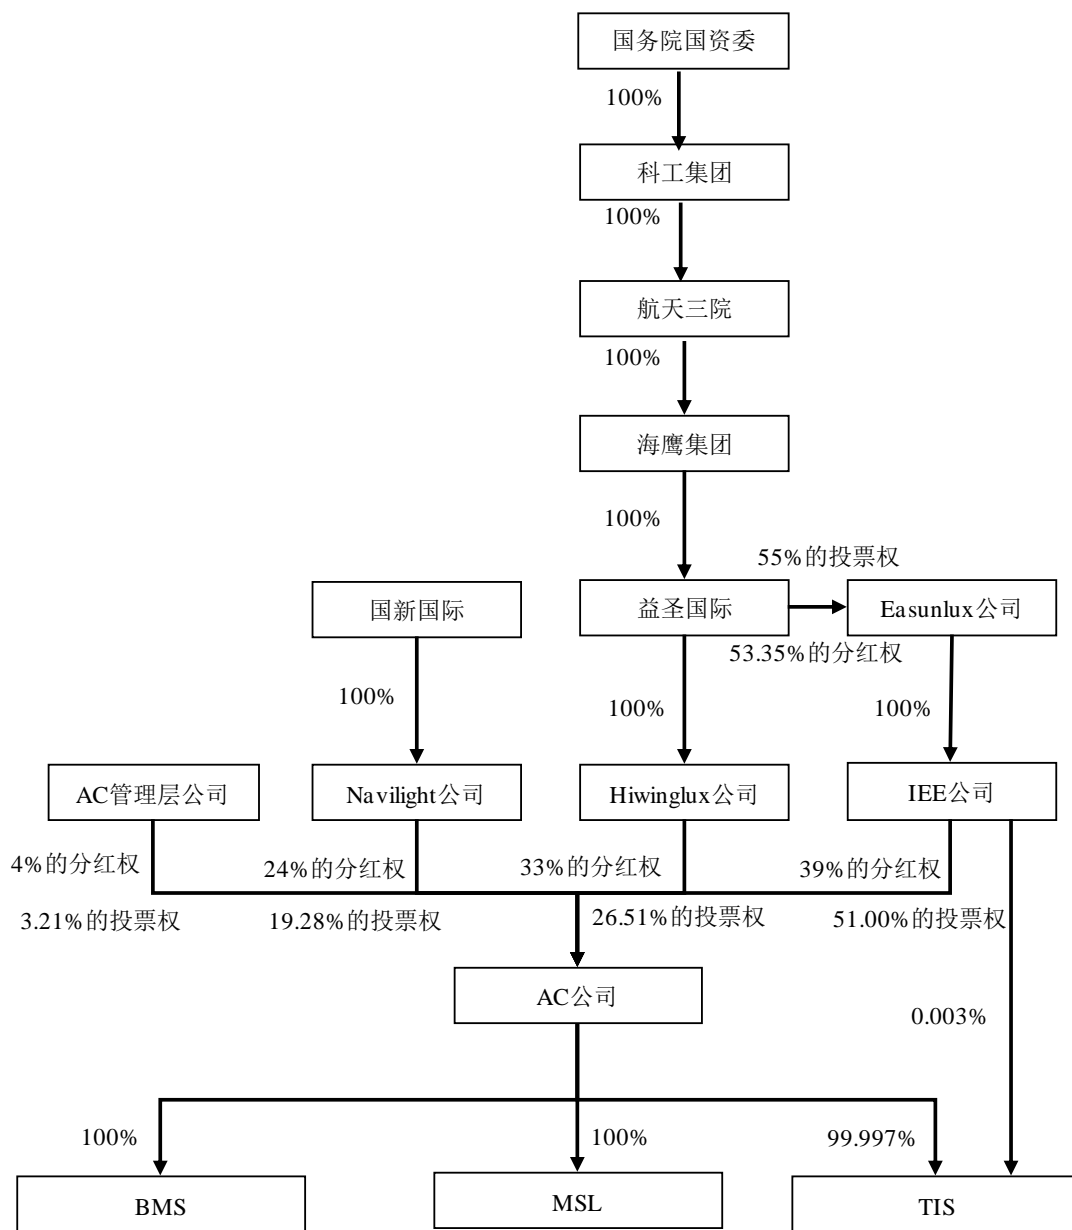 国务院国资委
100%
科工集团
100%
航天三院
100%
海鹰集团
100%
55%的投票权
国新国际
益圣国际
Easunlux公司
53.35%的分红权
100%
100%
100%
AC管理层公司
Navilight公司
Hiwinglux公司
IEE公司
4%的分红权
24%的分红权
33%的分红权
39%的分红权
3.21%的投票权
19.28%的投票权
26.51%的投票权
51.00%的投票权
AC公司
0.003%
100%
100%
99.997%
BMS
MSL
TIS